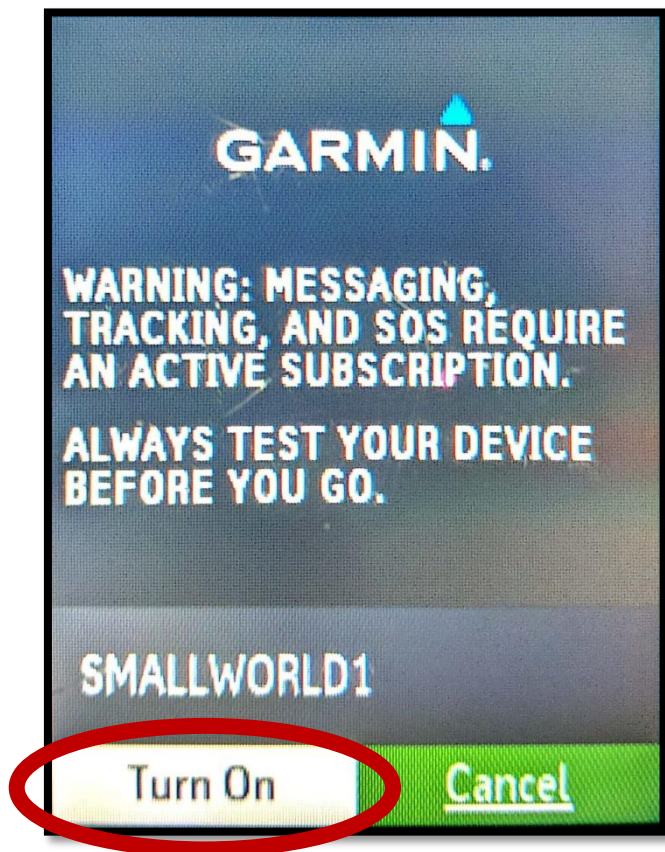 GARMIN.
WARNING: MESSAGING,
TRACKING, AND SOS REQUIRE
AN ACTIVE SUBSCRIPTION.
ALWAYS TEST YOUR DEVICE
BEFORE YOU GO.
SMALLWORLD1
Turn On Cancel